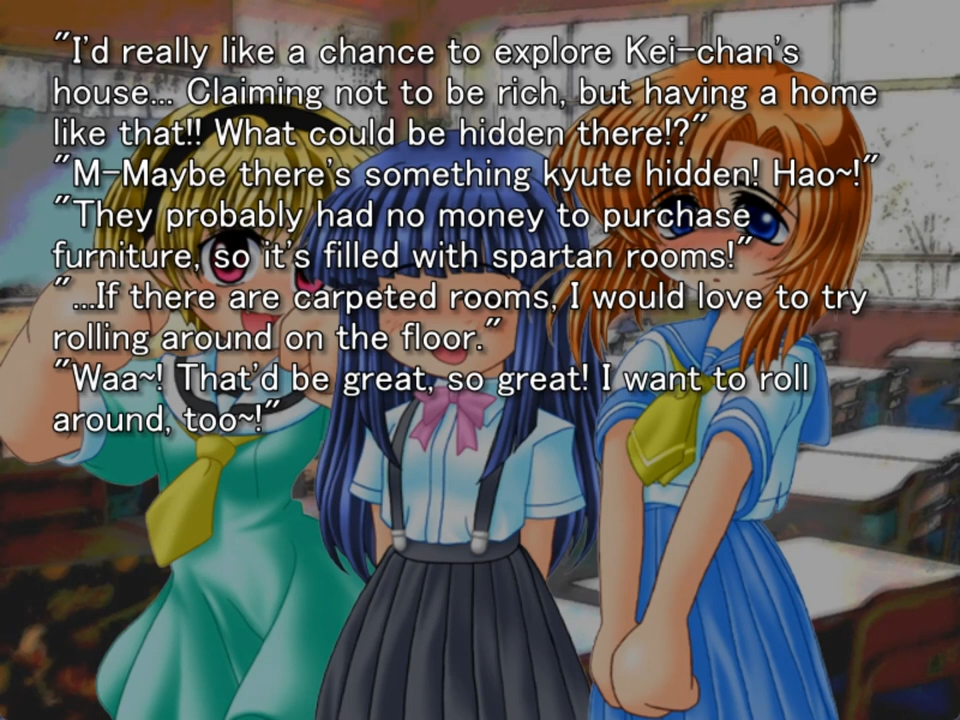 "I'd really like a chance to explore Kei-chan's
house... Claiming not to be rich, but having a home
like that!! What could be hidden there!?"
"M-Maybe there's something kyute hidden! Hao~!"
"They probably had no money to purchase
furniture, so it's filled with spartan rooms!"
"...If there are carpeted rooms, I would love to try
rolling around on the floor."
"Waa~! That'd be great, so great! I want to roll
around, too~!"